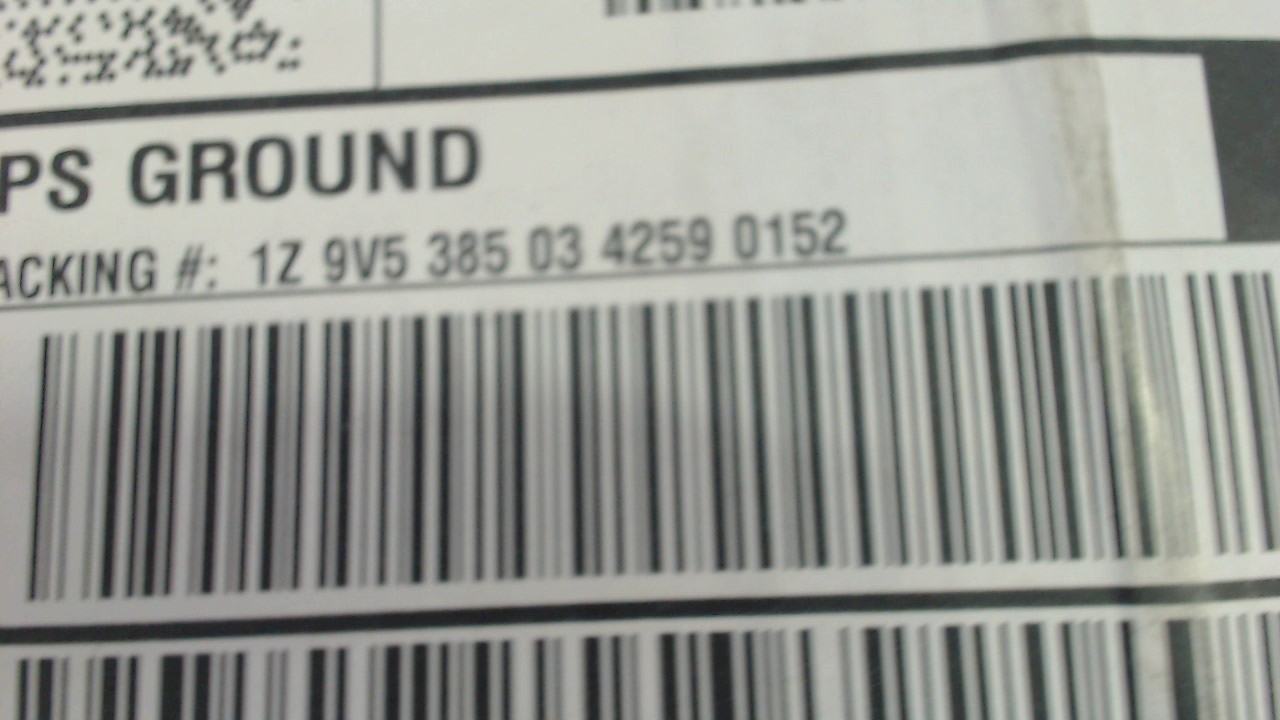 PS GROUND
ACKING #: 1Z 9V5 385 03 4259 0152